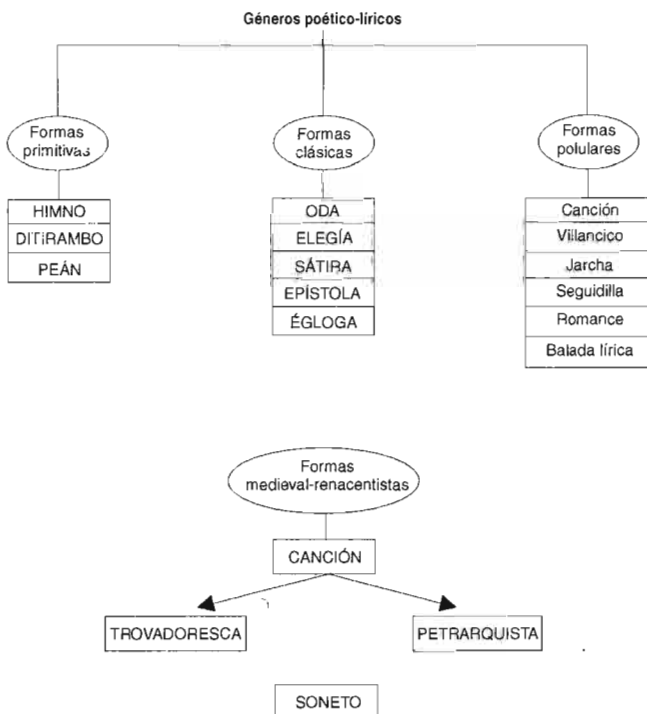 Géneros poético-líricos
Formas
primitivas
HIMNO
DITIRAMBO
PEÁN
Formas
clásicas
ODA
ELEGÍA
SÁTIRA
EPÍSTOLA
ÉGLOGA
Formas
polulares
Canción
Villancico
Jarcha
Seguidilla
Romance
Balada lírica
Formas
medieval-renacentistas
CANCIÓN
TROVADORESCA
PETRARQUISTA
SONETO